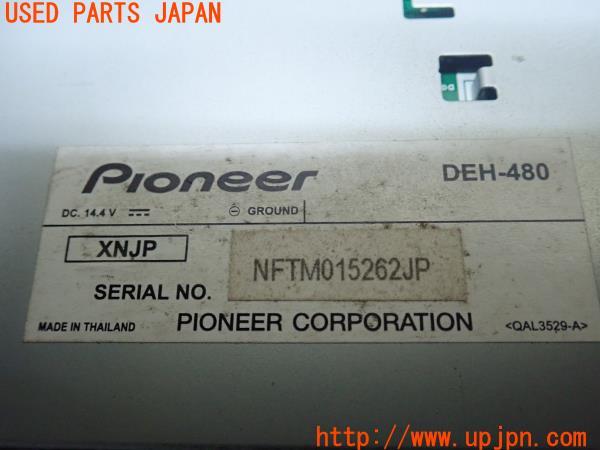 USED PARTS JAPAN
Pioneer DEH-480
DC. 14.4 V ⊖ GROUND
XNJP
SERIAL NO. NFTM015262JP
MADE IN THAILAND PIONEER CORPORATION <QAL3529-A>
www.upjpn.com